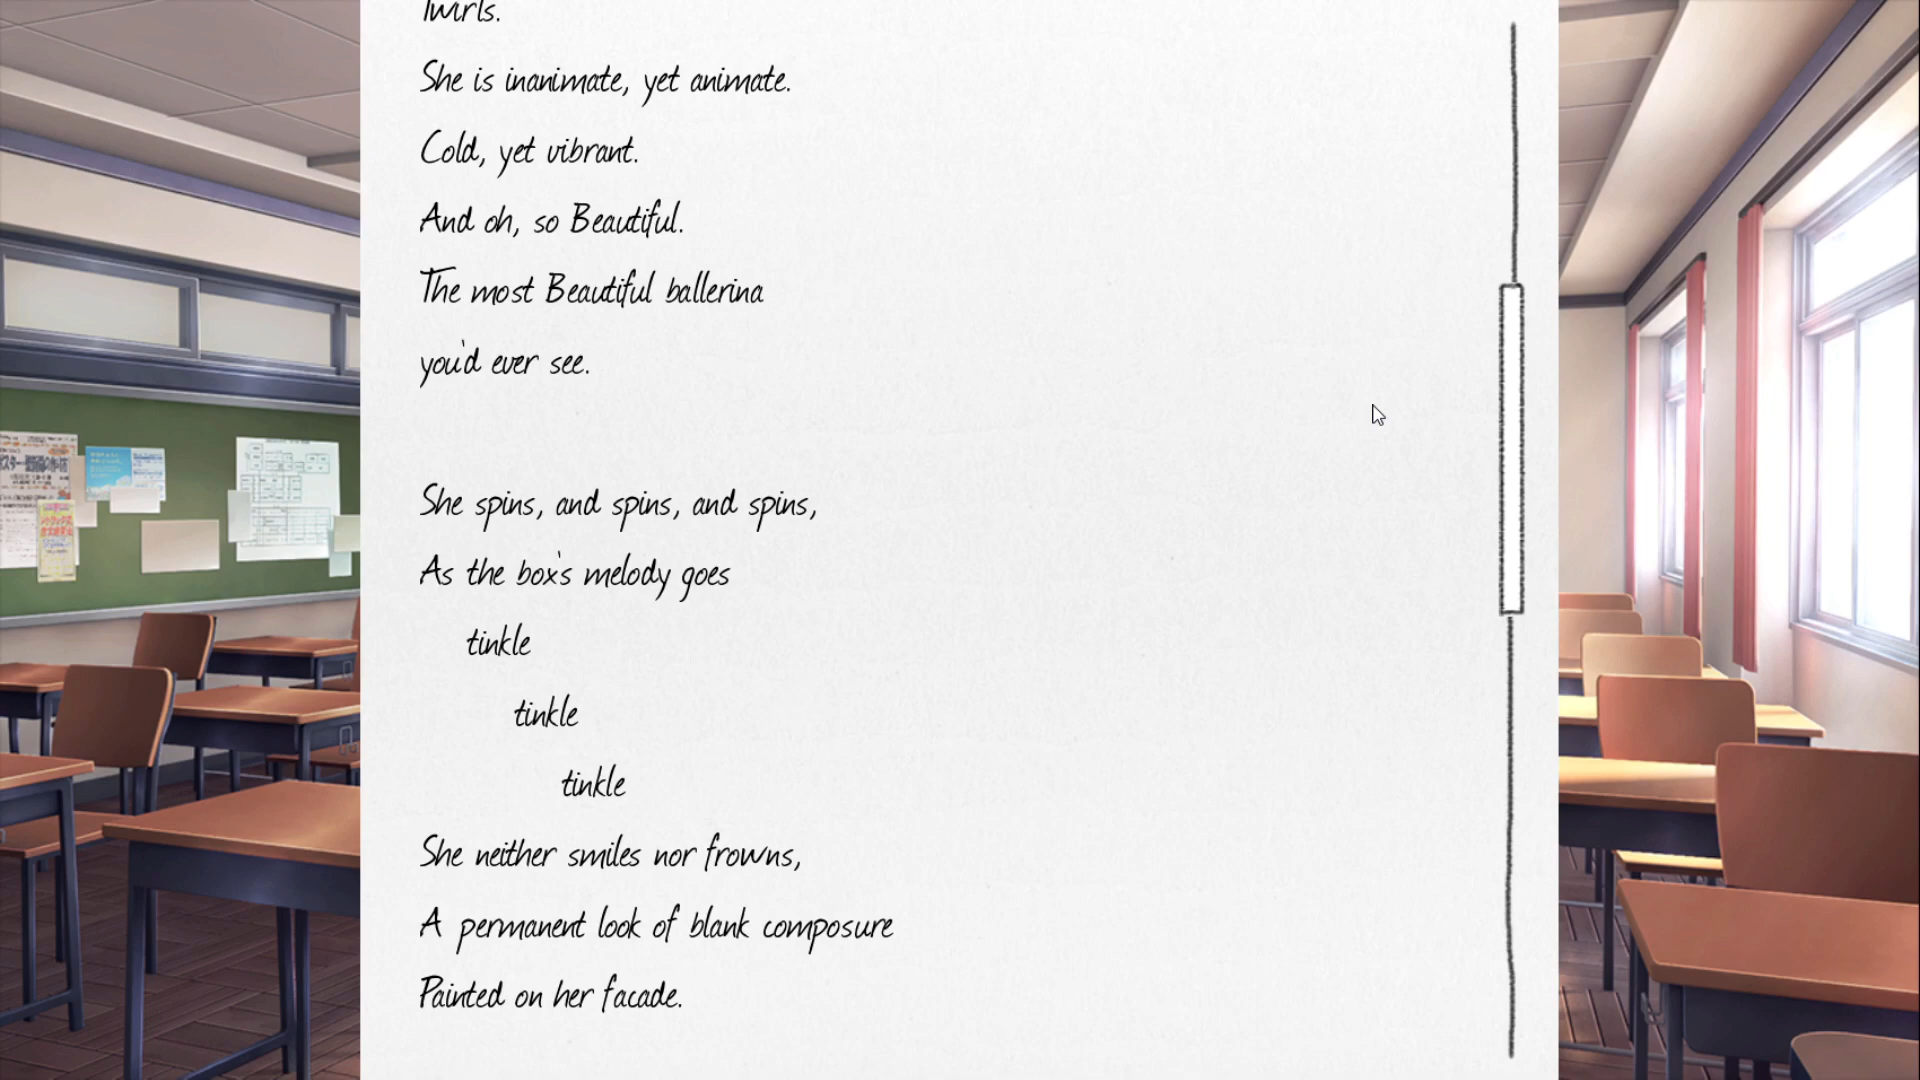 Twirls.
She is inanimate, yet animate.
Cold, yet vibrant.
And oh, so Beautiful.
The most Beautiful ballerina
you'd ever see.
She spins, and spins, and spins,
As the box's melody goes
tinkle
tinkle
tinkle
She neither smiles nor frowns,
A permanent look of blank composure
Painted on her facade.